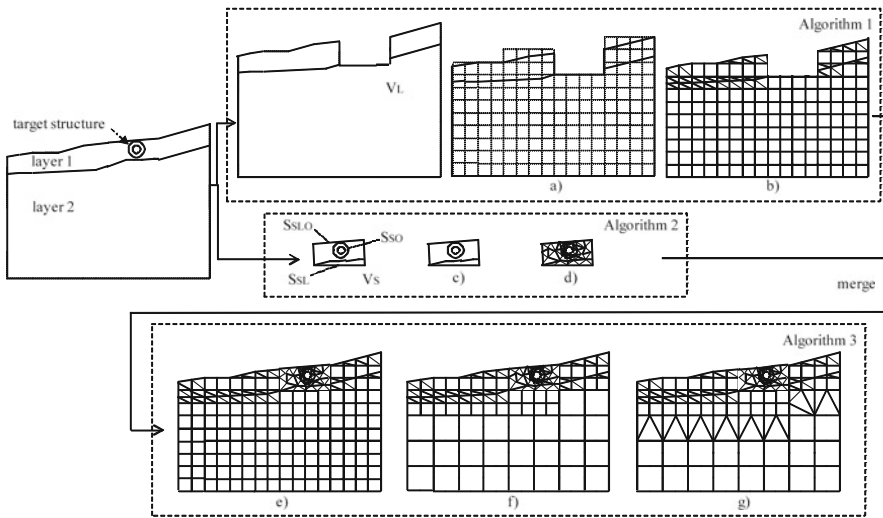 Algorithm 1
VL
target structure
layer 1
layer 2
a)
b)
Algorithm 2
SSLO
SSO
SSL
VS
c)
d)
merge
Algorithm 3
e)
f)
g)